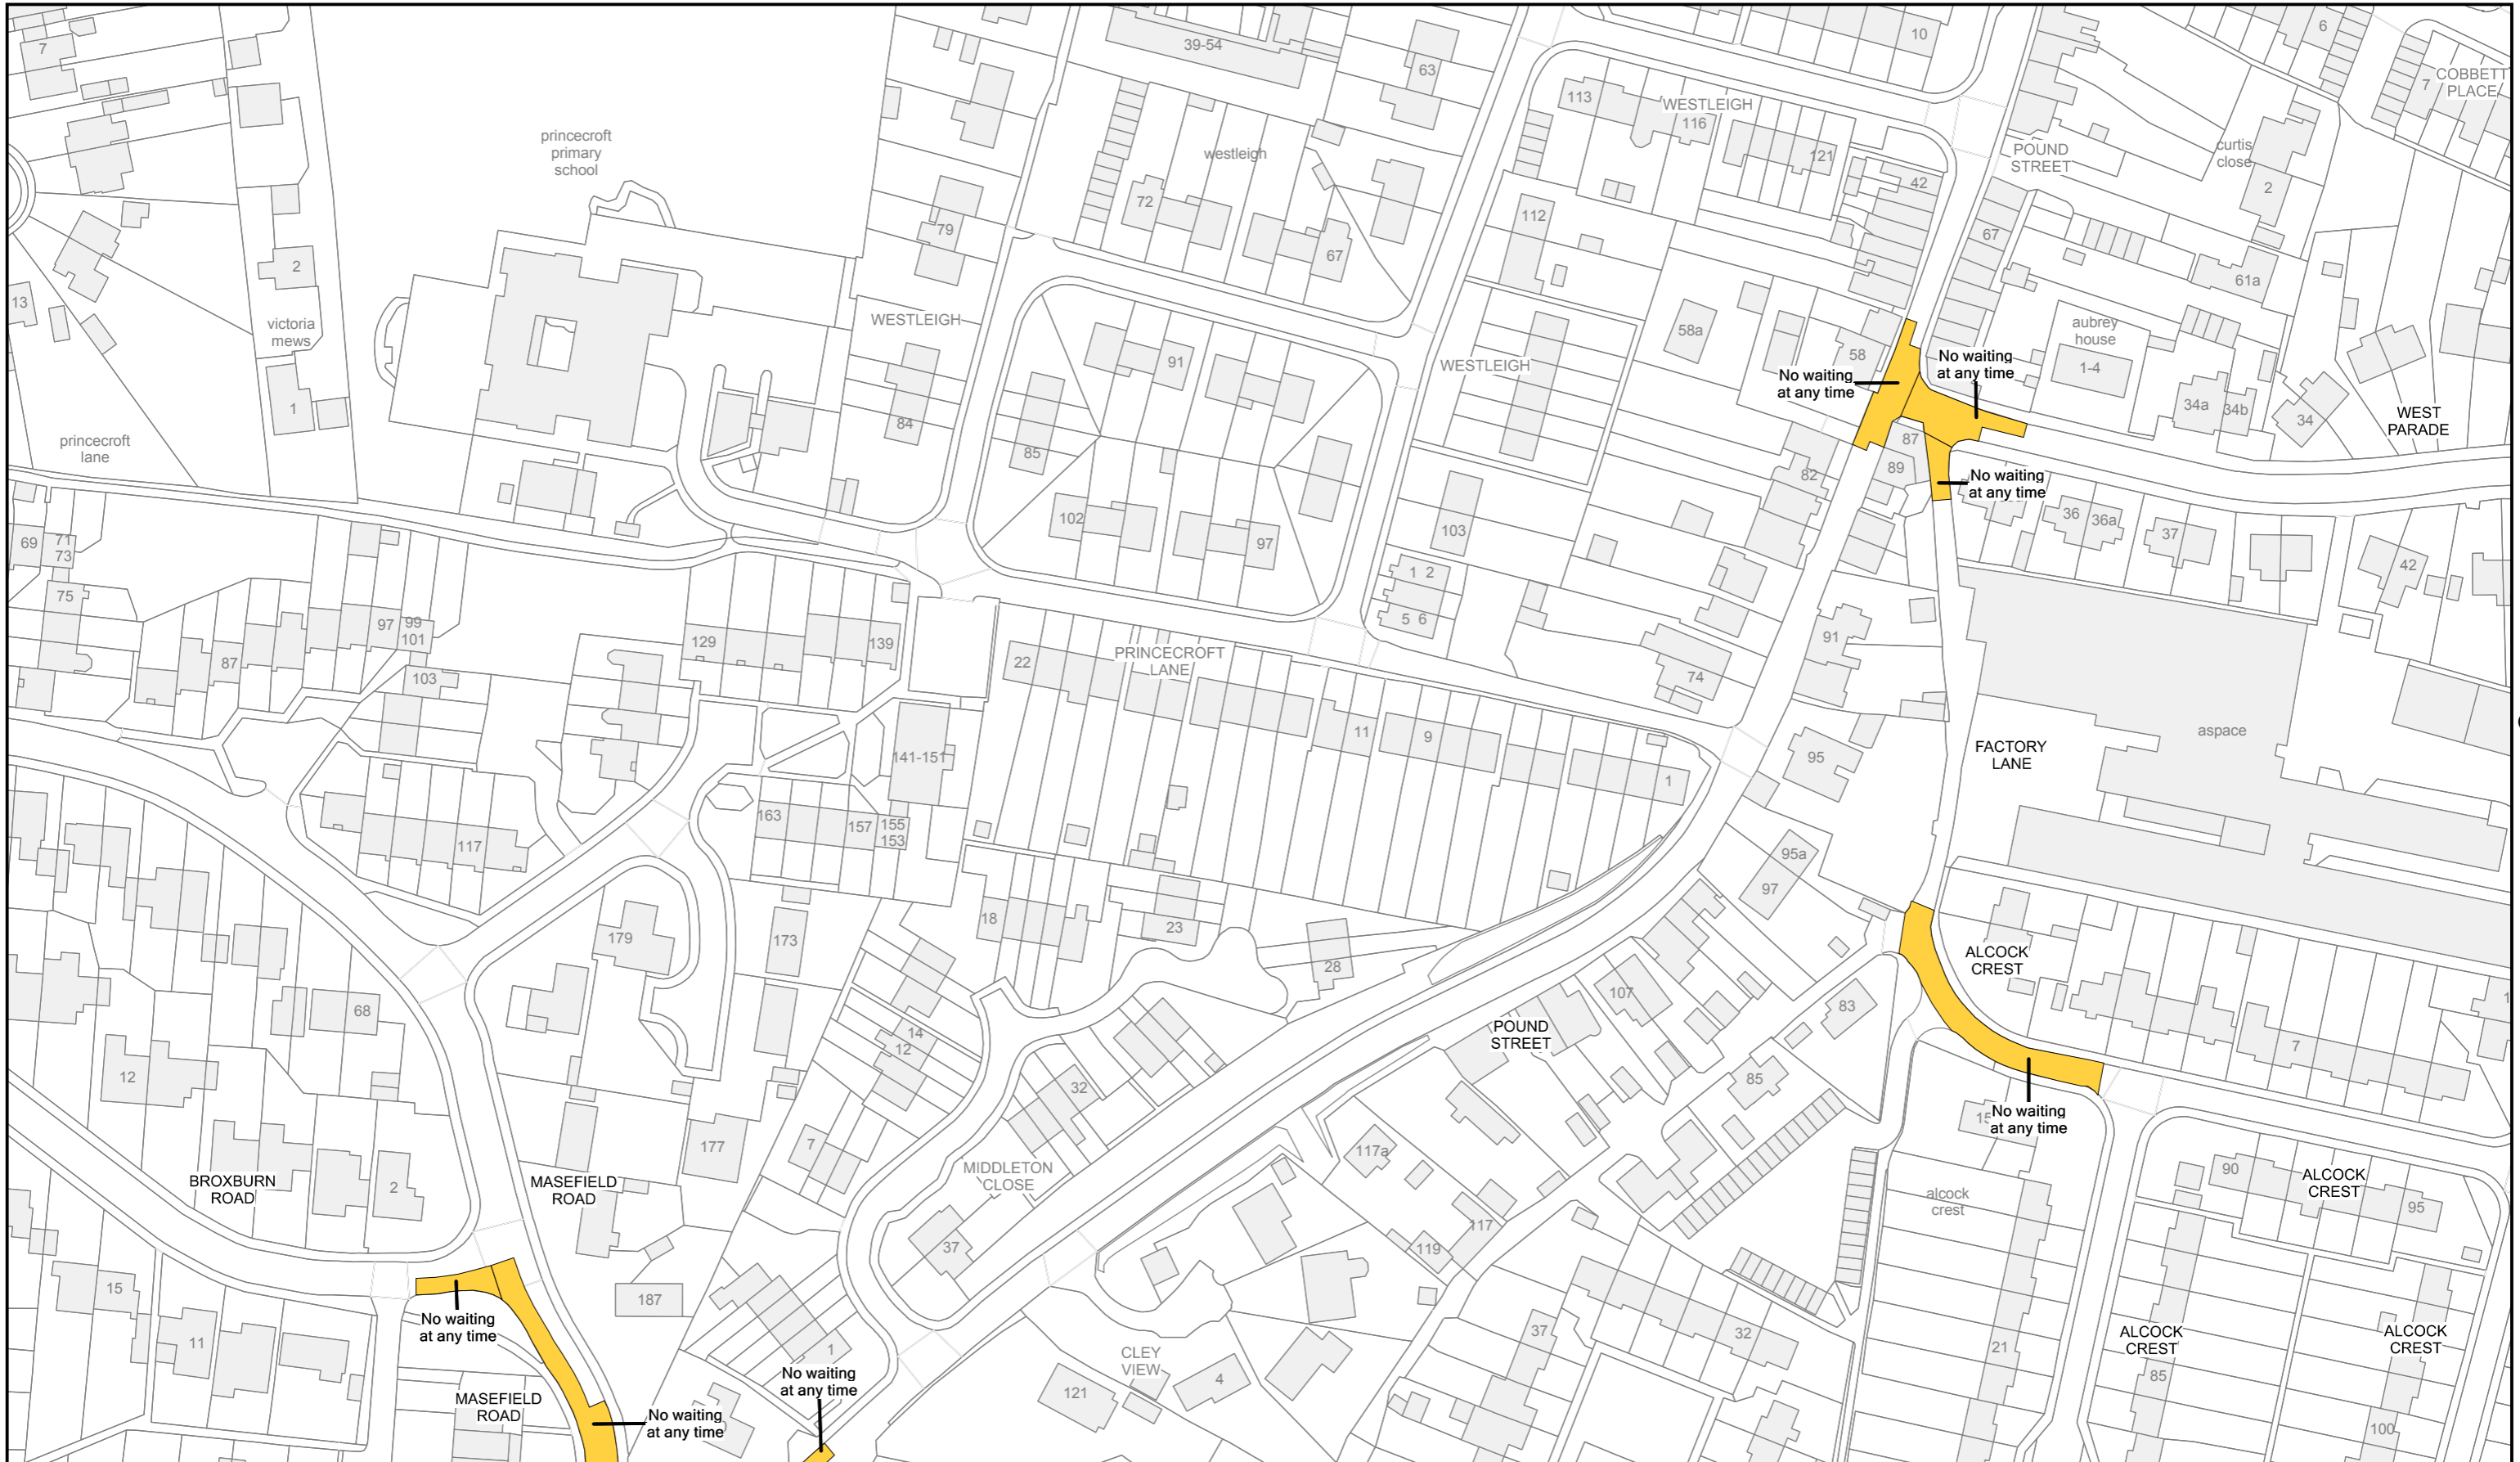 7
39-54
63
10
6
7
COBBETT
PLACE
princecroft
primary
school
westleigh
113
WESTLEIGH
116
121
POUND
STREET
curtis
close
2
42
72
67
79
112
67
61a
2
13
victoria
mews
1
WESTLEIGH
84
91
85
102
97
WESTLEIGH
58a
58
No waiting
at any time
No waiting
at any time
aubrey
house
1-4
34a
34b
34
WEST
PARADE
princecroft
lane
82
87
89
No waiting
at any time
36
36a
37
42
103
1 2
5 6
69
71
73
75
87
97
99
101
103
129
139
22
PRINCECROFT
LANE
11
9
1
74
91
95
FACTORY
LANE
aspace
141-151
163
157
155
153
117
95a
97
18
23
28
179
173
68
12
14
12
32
107
POUND
STREET
83
85
ALCOCK
CREST
7
15
No waiting
at any time
1
BROXBURN
ROAD
2
MASEFIELD
ROAD
177
7
MIDDLETON
CLOSE
37
117a
117
119
alcock
crest
90
ALCOCK
CREST
95
15
11
No waiting
at any time
187
1
No waiting
at any time
CLEY
VIEW
4
121
37
32
21
ALCOCK
CREST
85
ALCOCK
CREST
100
MASEFIELD
ROAD
No waiting
at any time